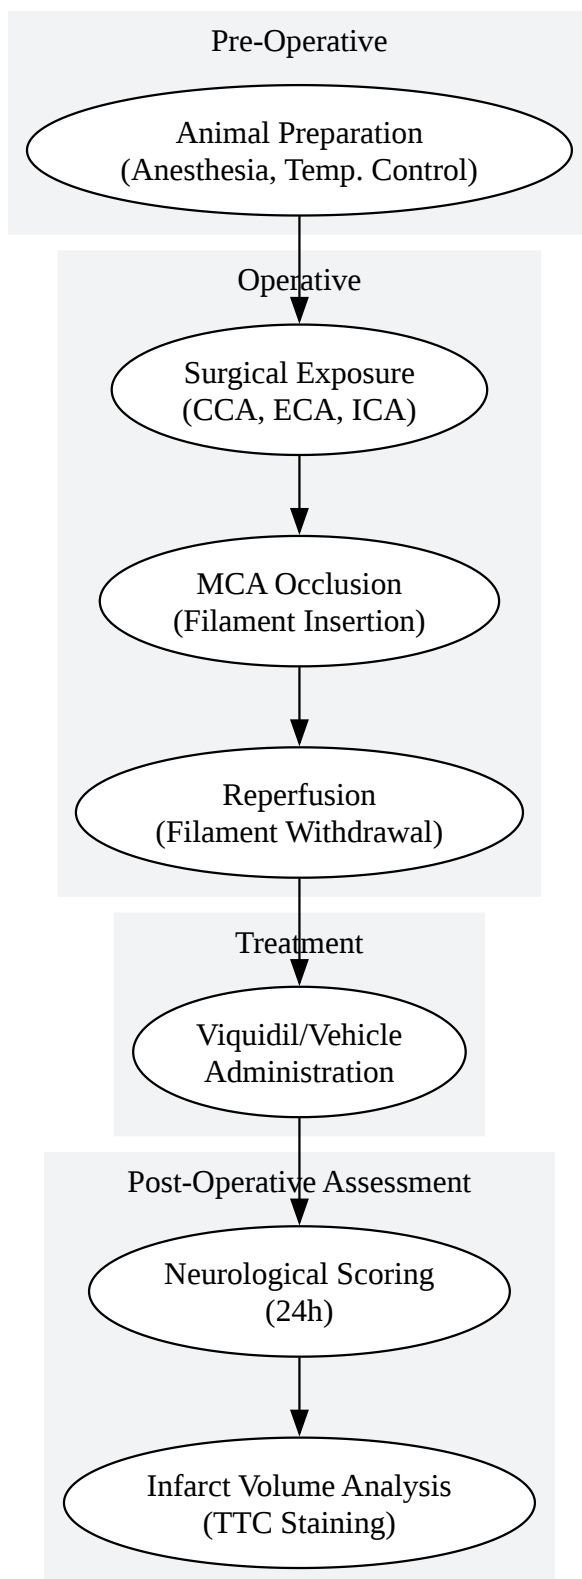 Pre-Operative
Animal Preparation
(Anesthesia, Temp. Control)
Operative
Surgical Exposure
(CCA, ECA, ICA)
MCA Occlusion
(Filament Insertion)
Reperfusion
(Filament Withdrawal)
Treatment
Viquidil/Vehicle
Administration
Post-Operative Assessment
Neurological Scoring
(24h)
Infarct Volume Analysis
(TTC Staining)